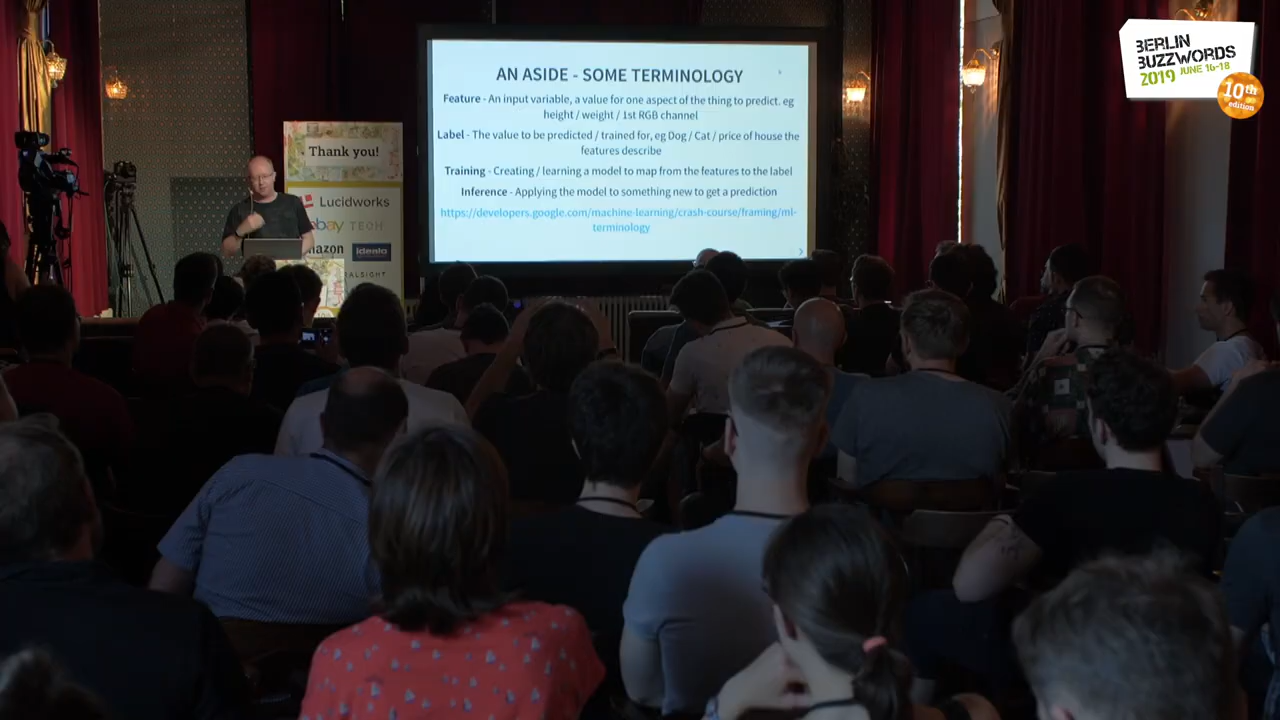 BERLIN
BUZZWORDS
2019 JUNE 16-18
10th
edition
AN ASIDE - SOME TERMINOLOGY
Feature - An input variable, a value for one aspect of the thing to predict. eg
height / weight / 1st RGB channel
Label - The value to be predicted / trained for, eg Dog / Cat / price of house the
features describe
Training - Creating / learning a model to map from the features to the label
Inference - Applying the model to something new to get a prediction
https://developers.google.com/machine-learning/crash-course/framing/ml-
terminology
Thank you!
Lucidworks
ebay TECH
mazon
idealo
RALSIGHT